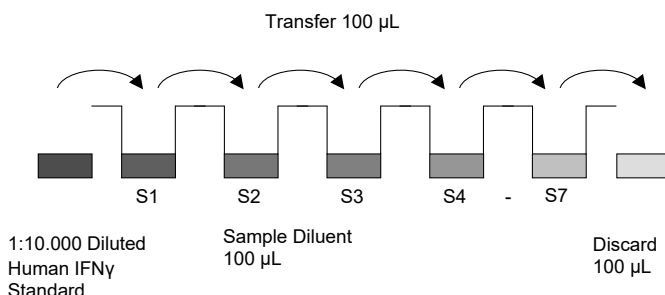 Transfer 100 µL
S1 S2 S3 S4 - S7
1:10.000 Diluted
Human IFNγ
Standard
Sample Diluent
100 µL
Discard
100 µL